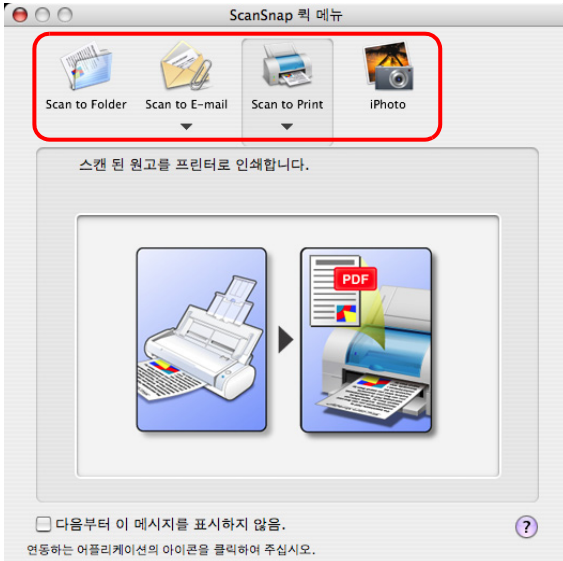 ScanSnap 퀵 메뉴
Scan to Folder Scan to E-mail Scan to Print iPhoto
스캔 된 원고를 프린터로 인쇄합니다.
PDF
다음부터 이 메시지를 표시하지 않음.
?
연동하는 어플리케이션의 아이콘을 클릭하여 주십시오.